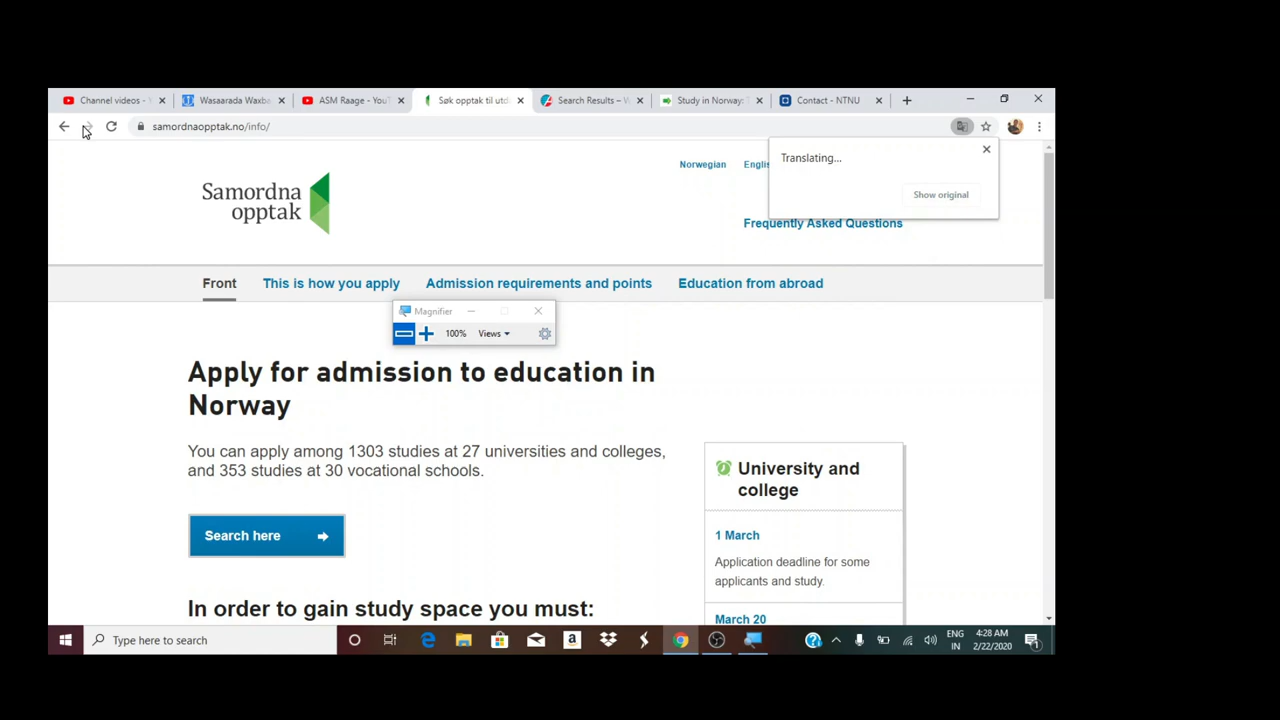 Channel videos -
Wasaarada Waxba
ASM Raage - YouT
Søk opptak til utd
Search Results – W
Study in Norway:
Contact - NTNU
samordnaopptak.no/info/
Translating...
Show original
Norwegian
Englis
Samordna
opptak
Frequently Asked Questions
Front
This is how you apply
Admission requirements and points
Education from abroad
Magnifier
100%
Views
Apply for admission to education in
Norway
You can apply among 1303 studies at 27 universities and colleges,
and 353 studies at 30 vocational schools.
Search here
University and
college
1 March
Application deadline for some
applicants and study.
March 20
In order to gain study space you must:
Type here to search
ENG
IN
4:28 AM
2/22/2020